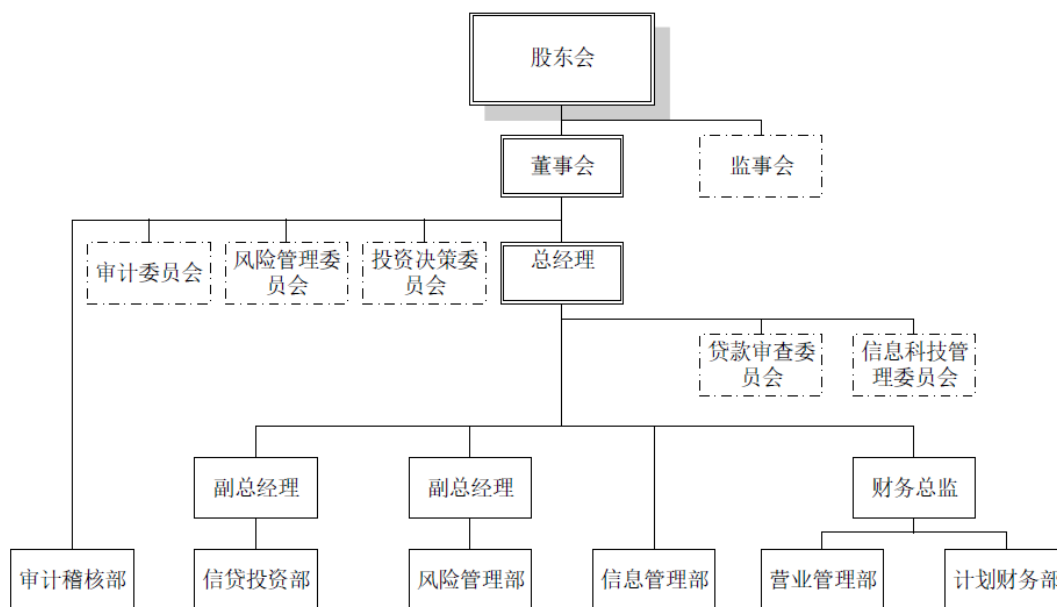 股东会
董事会
监事会
审计委员会
风险管理委
员会
投资决策委
员会
总经理
贷款审查委
员会
信息科技管
理委员会
副总经理
副总经理
财务总监
审计稽核部
信贷投资部
风险管理部
信息管理部
营业管理部
计划财务部